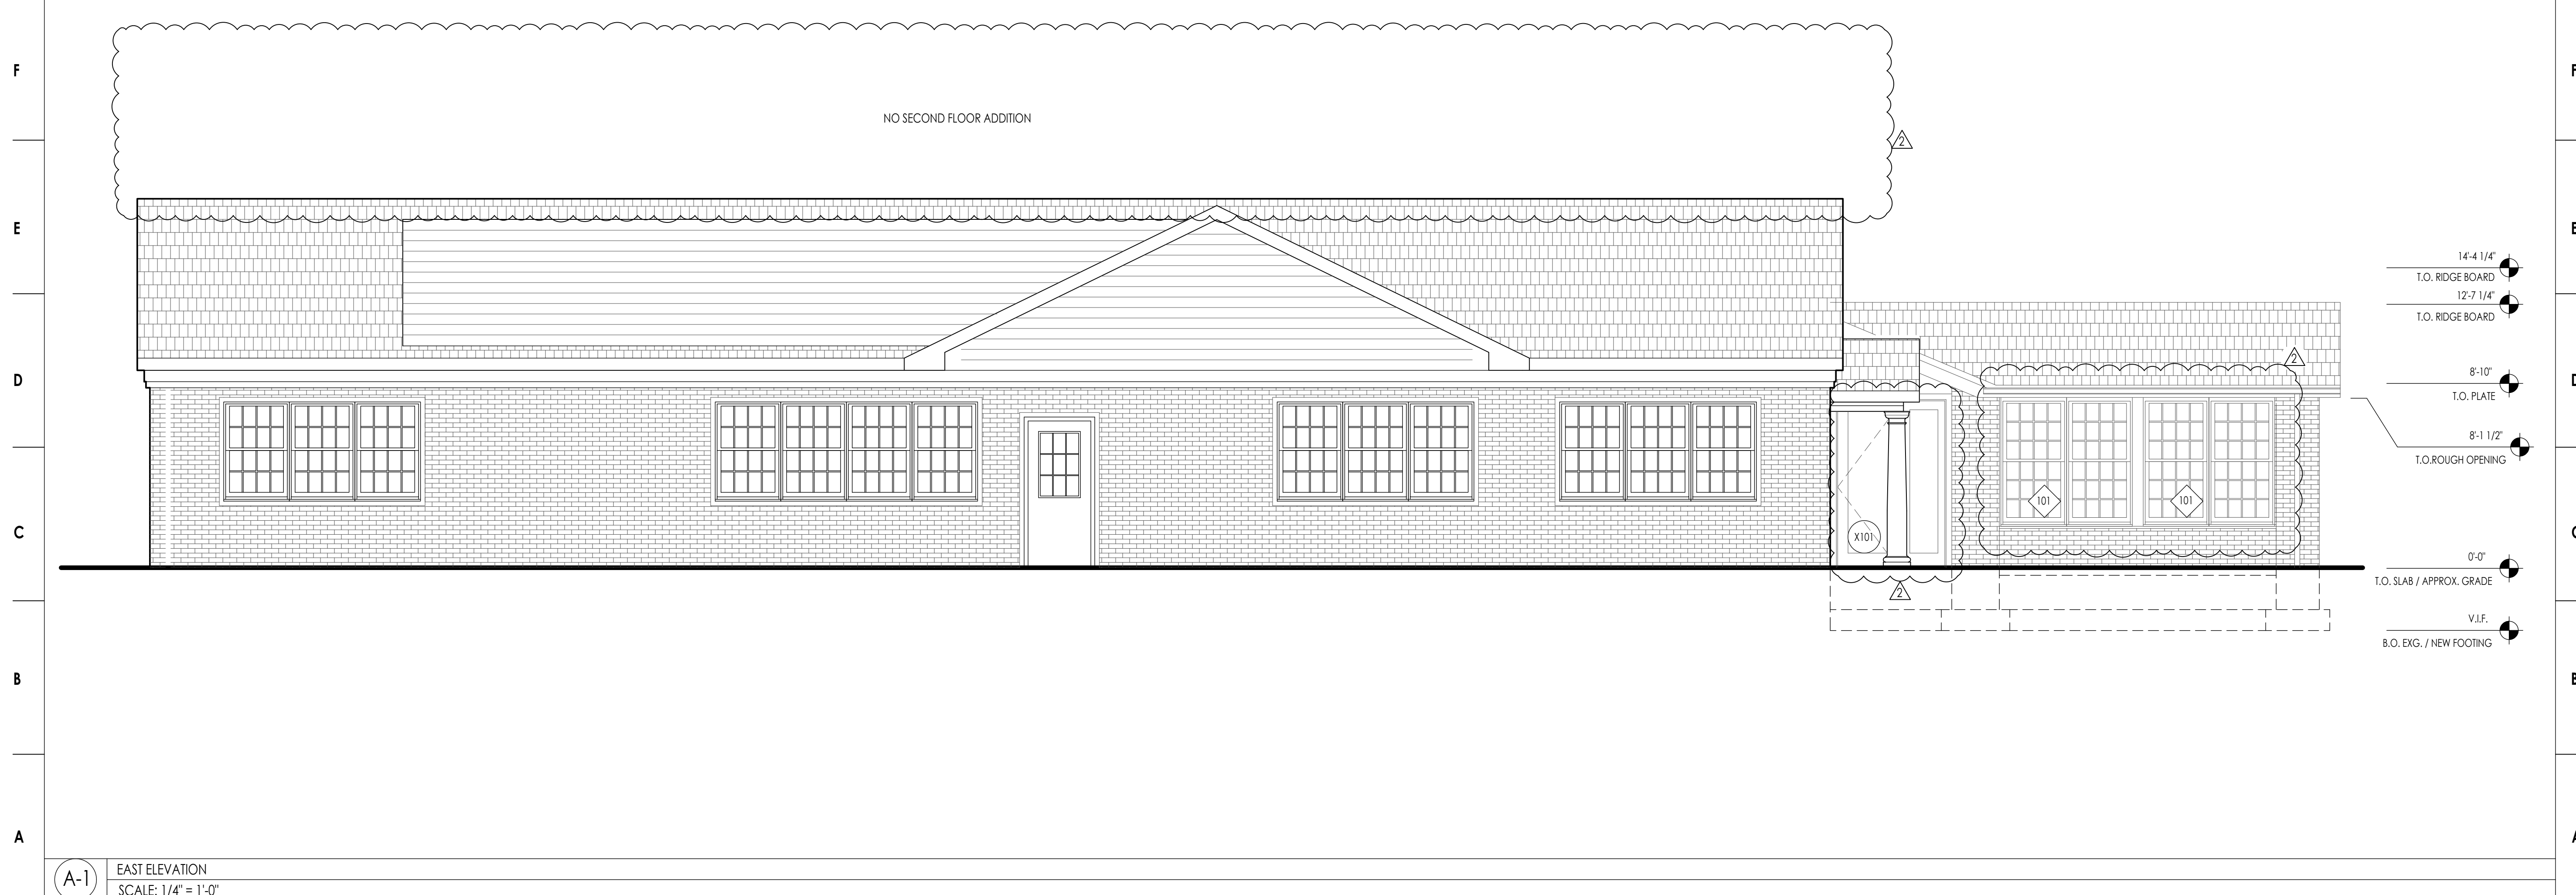 F
F
NO SECOND FLOOR ADDITION
2
E
E
14'-4 1/4"
T.O. RIDGE BOARD
12'-7 1/4"
T.O. RIDGE BOARD
2
D
D
8'-10"
T.O. PLATE
8'-1 1/2"
T.O.ROUGH OPENING
101
101
X101
C
C
0'-0"
T.O. SLAB / APPROX. GRADE
2
V.I.F.
B.O. EXG. / NEW FOOTING
B
B
A
A
A-1
EAST ELEVATION
SCALE: 1/4" = 1'-0"